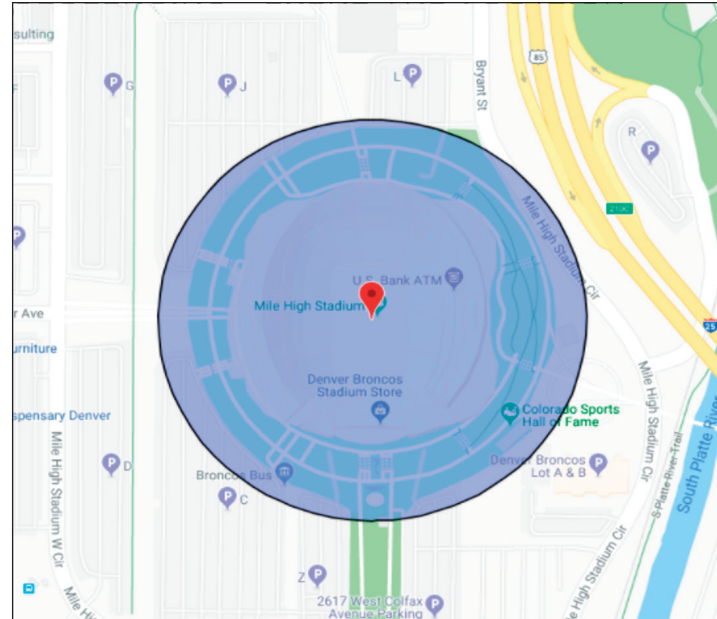 sulting
G
J
L
Bryant St
85
R
Mile High Stadium Cir
U.S. Bank ATM
Mile High Stadium
r Ave
25
urniture
Denver Broncos
Stadium Store
spensary Denver
Colorado Sports
Hall of Fame
Mile High Stadium Cir
D
Broncos Bus
Denver Broncos
Lot A & B
C
S Platte River Trail
South Platte River
Mile High Stadium W Cir
Z
2617 West Colfax
Avenue Parking
Mile Hi
e High Stadium Cir